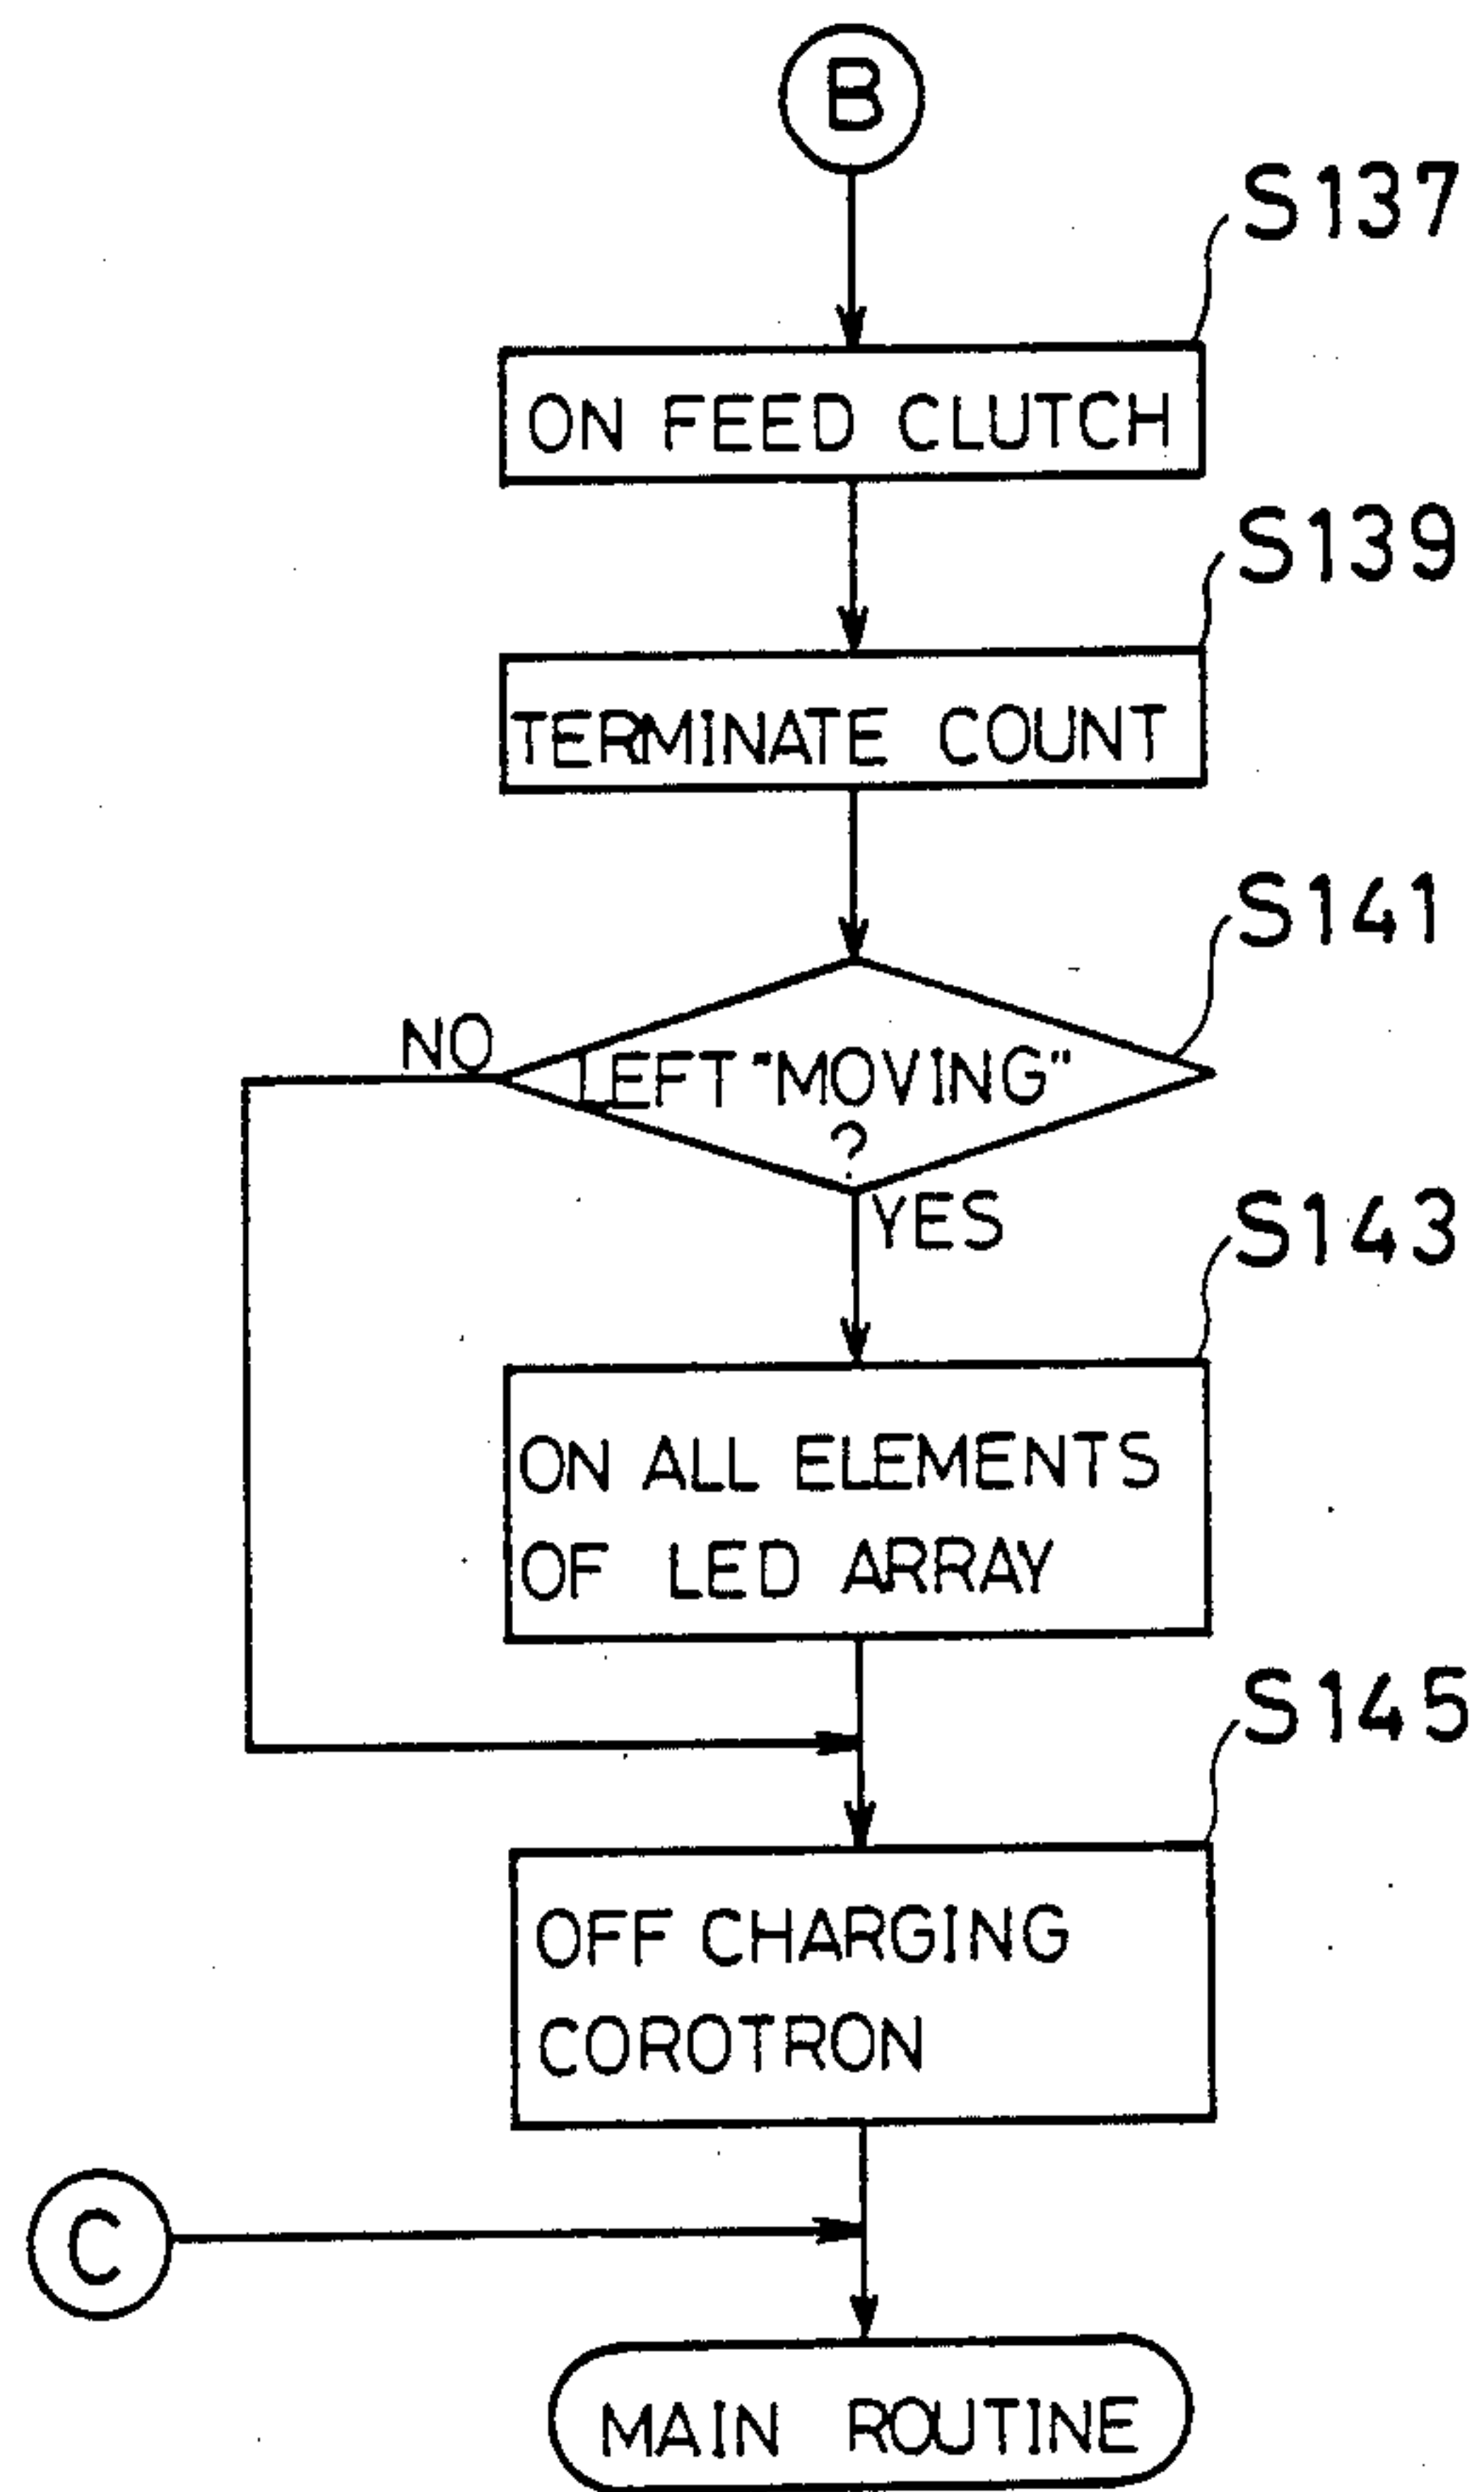 B
S137
ON FEED CLUTCH
S139
TERMINATE COUNT
S141
NO
LEFT "MOVING"
?
YES
S143
ON ALL ELEMENTS
OF LED ARRAY
S145
OFF CHARGING
COROTRON
C
MAIN ROUTINE